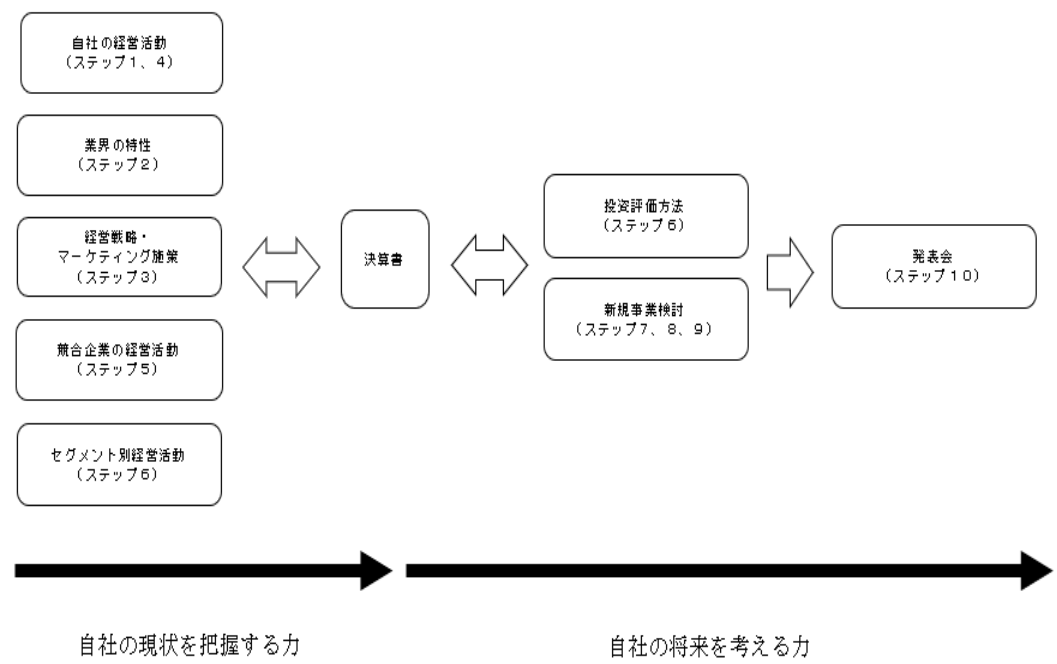 自社の経営活動
（ステップ１、４）
業界の特性
（ステップ２）
経営戦略・
マーケティング施策
（ステップ３）
競合企業の経営活動
（ステップ５）
セグメント別経営活動
（ステップ６）
決算書
投資評価方法
（ステップ６）
新規事業検討
（ステップ７、８、９）
発表会
（ステップ１０）
自社の現状を把握する力
自社の将来を考える力